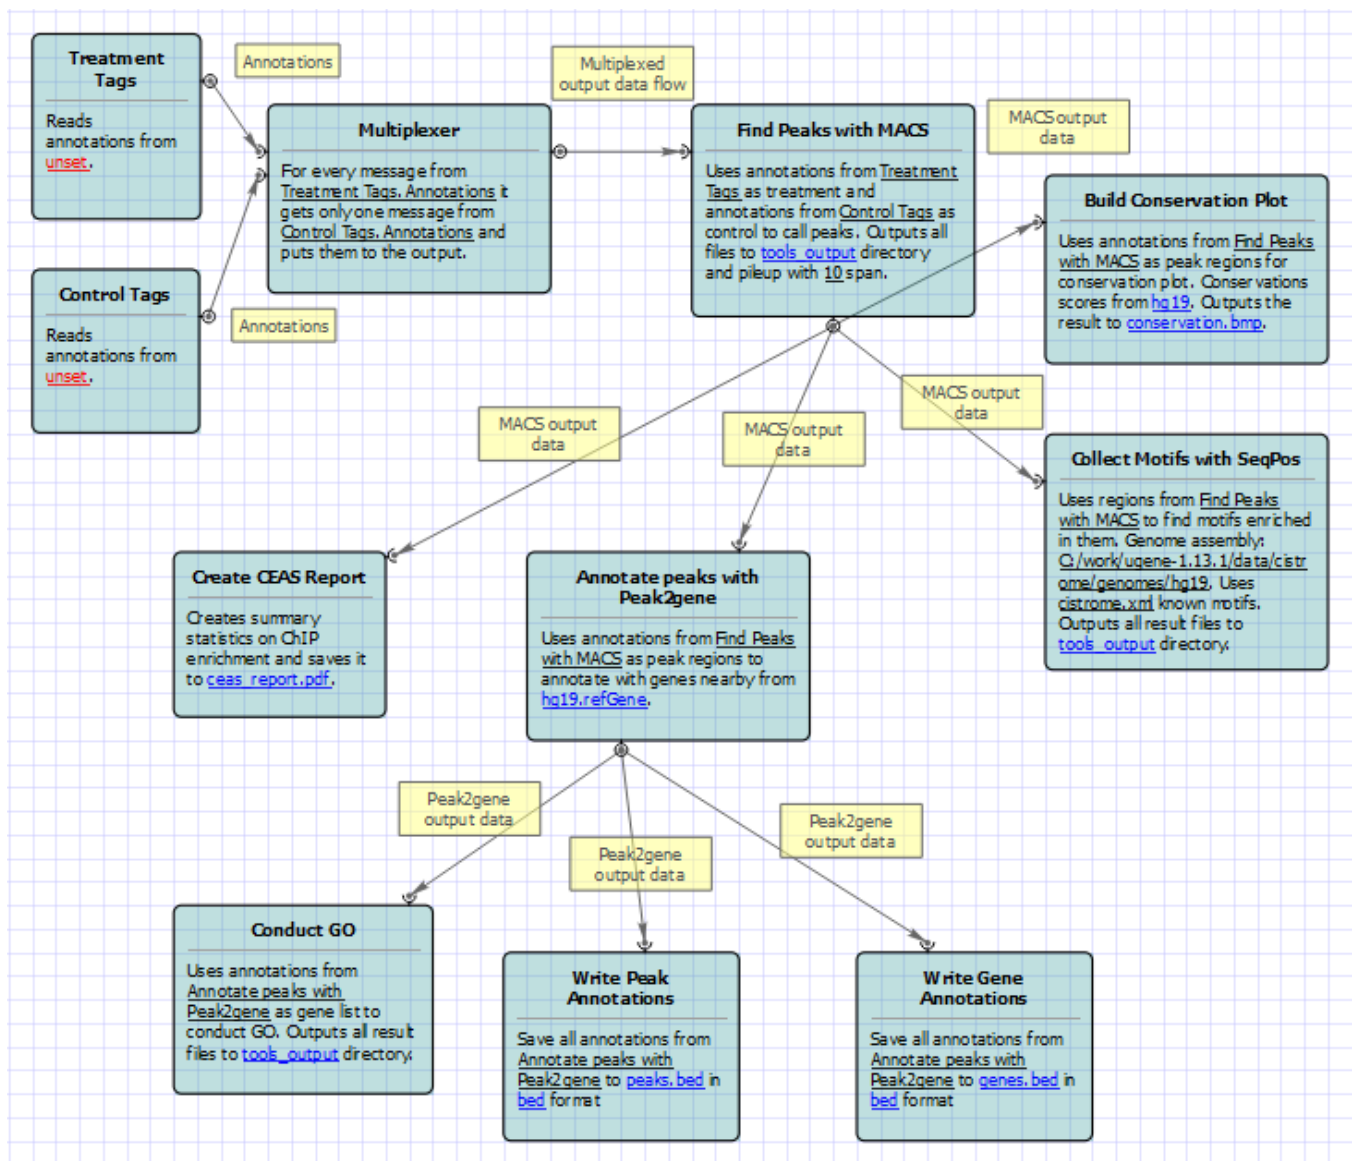 Treatment
Tags
Reads
annotations from
unset.
Annotations
Control Tags
Reads
annotations from
unset.
Annotations
Multiplexer
For every message from
Treatment Tags. Annotations it
gets only one message from
Control Tags. Annotations and
puts them to the output.
Multiplexed
output data flow
Find Peaks with MACS
Uses annotations from Treatment
Tags as treatment and
annotations from Control Tags as
control to call peaks. Outputs all
files to tools_output directory
and pileup with 10 span.
MACS output
data
Build Conservation Plot
Uses annotations from Find Peaks
with MACS as peak regions for
conservation plot. Conservations
scores from hg19. Outputs the
result to conservation.bmp.
MACS output
data
MACS output
data
MACS output
data
Collect Motifs with SeqPos
Uses regions from Find Peaks
with MACS to find motifs enriched
in them. Genome assembly:
C:/work/ugene-1.13.1/data/cistr
ome/genomes/hg19. Uses
cistrome.xml known motifs.
Outputs all result files to
tools_output directory.
Create CEAS Report
Creates summary
statistics on ChIP
enrichment and saves it
to ceas_report.pdf.
Annotate peaks with
Peak2gene
Uses annotations from Find Peaks
with MACS as peak regions to
annotate with genes nearby from
hg19.refGene.
Peak2gene
output data
Peak2gene
output data
Peak2gene
output data
Conduct GO
Uses annotations from
Annotate peaks with
Peak2gene as gene list to
conduct GO. Outputs all result
files to tools_output directory.
Write Peak
Annotations
Save all annotations from
Annotate peaks with
Peak2gene to peaks.bed in
bed format
Write Gene
Annotations
Save all annotations from
Annotate peaks with
Peak2gene to genes.bed in
bed format